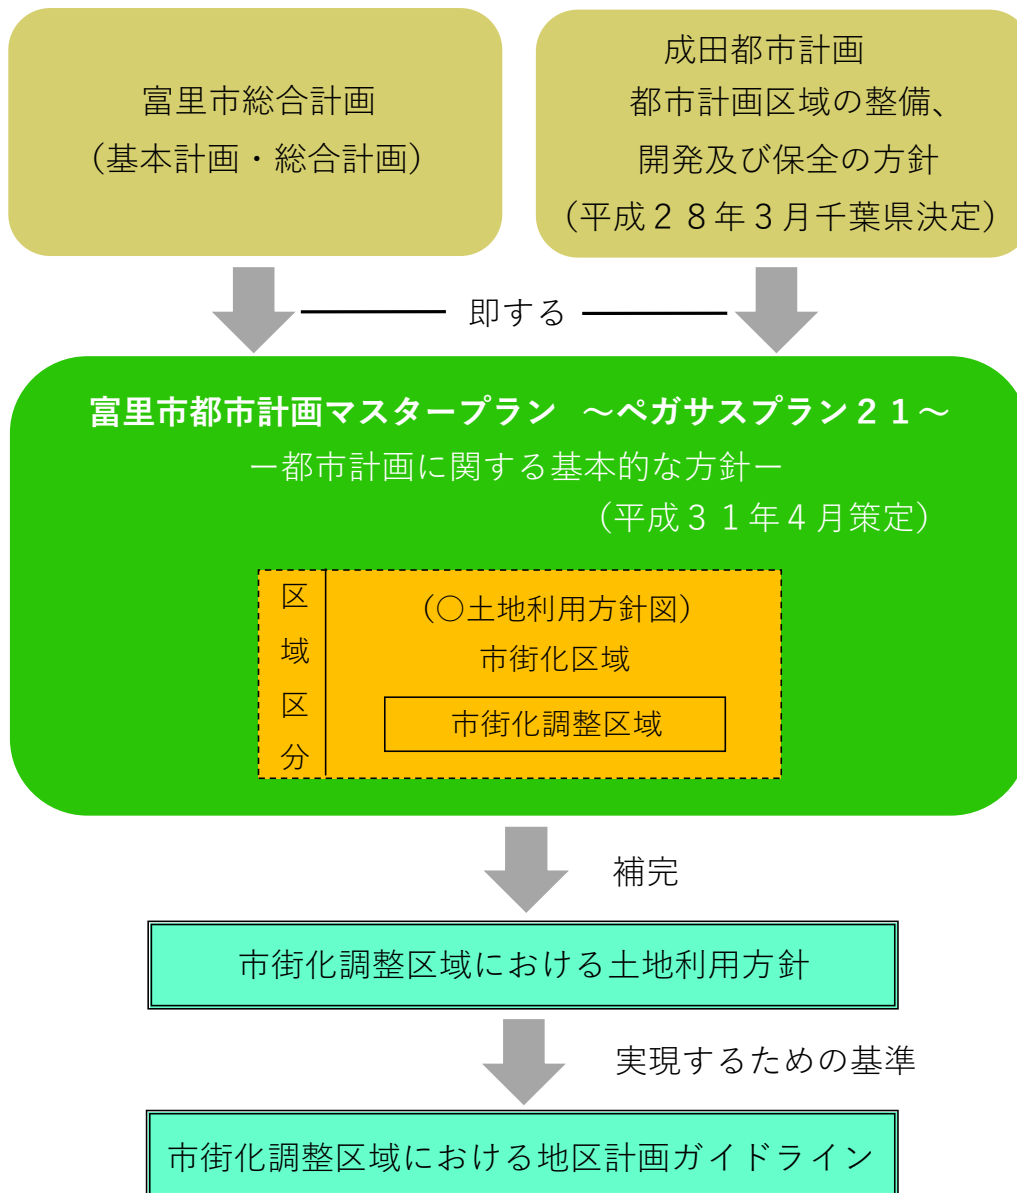 富里市総合計画
（基本計画・総合計画）
成田都市計画
都市計画区域の整備、
開発及び保全の方針
（平成２８年３月千葉県決定）
即する
富里市都市計画マスタープラン　～ペガサスプラン２１～
－都市計画に関する基本的な方針－
（平成３１年４月策定）
区域区分
（○土地利用方針図）
市街化区域
市街化調整区域
補完
市街化調整区域における土地利用方針
実現するための基準
市街化調整区域における地区計画ガイドライン